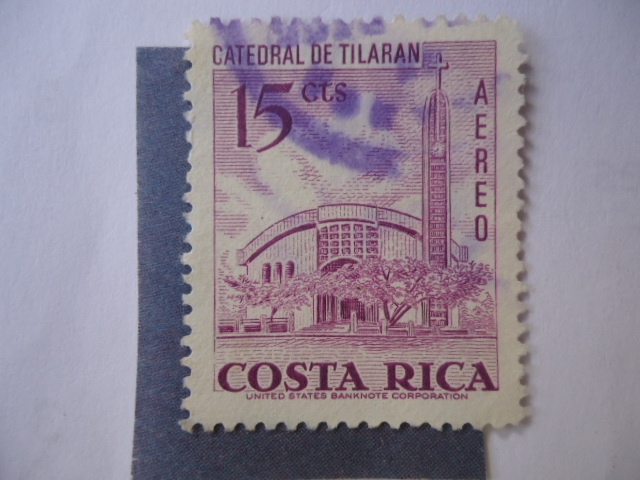 CATEDRAL DE TILARAN
15 cts
AEREO
COSTA RICA
UNITED STATES BANKNOTE CORPORATION